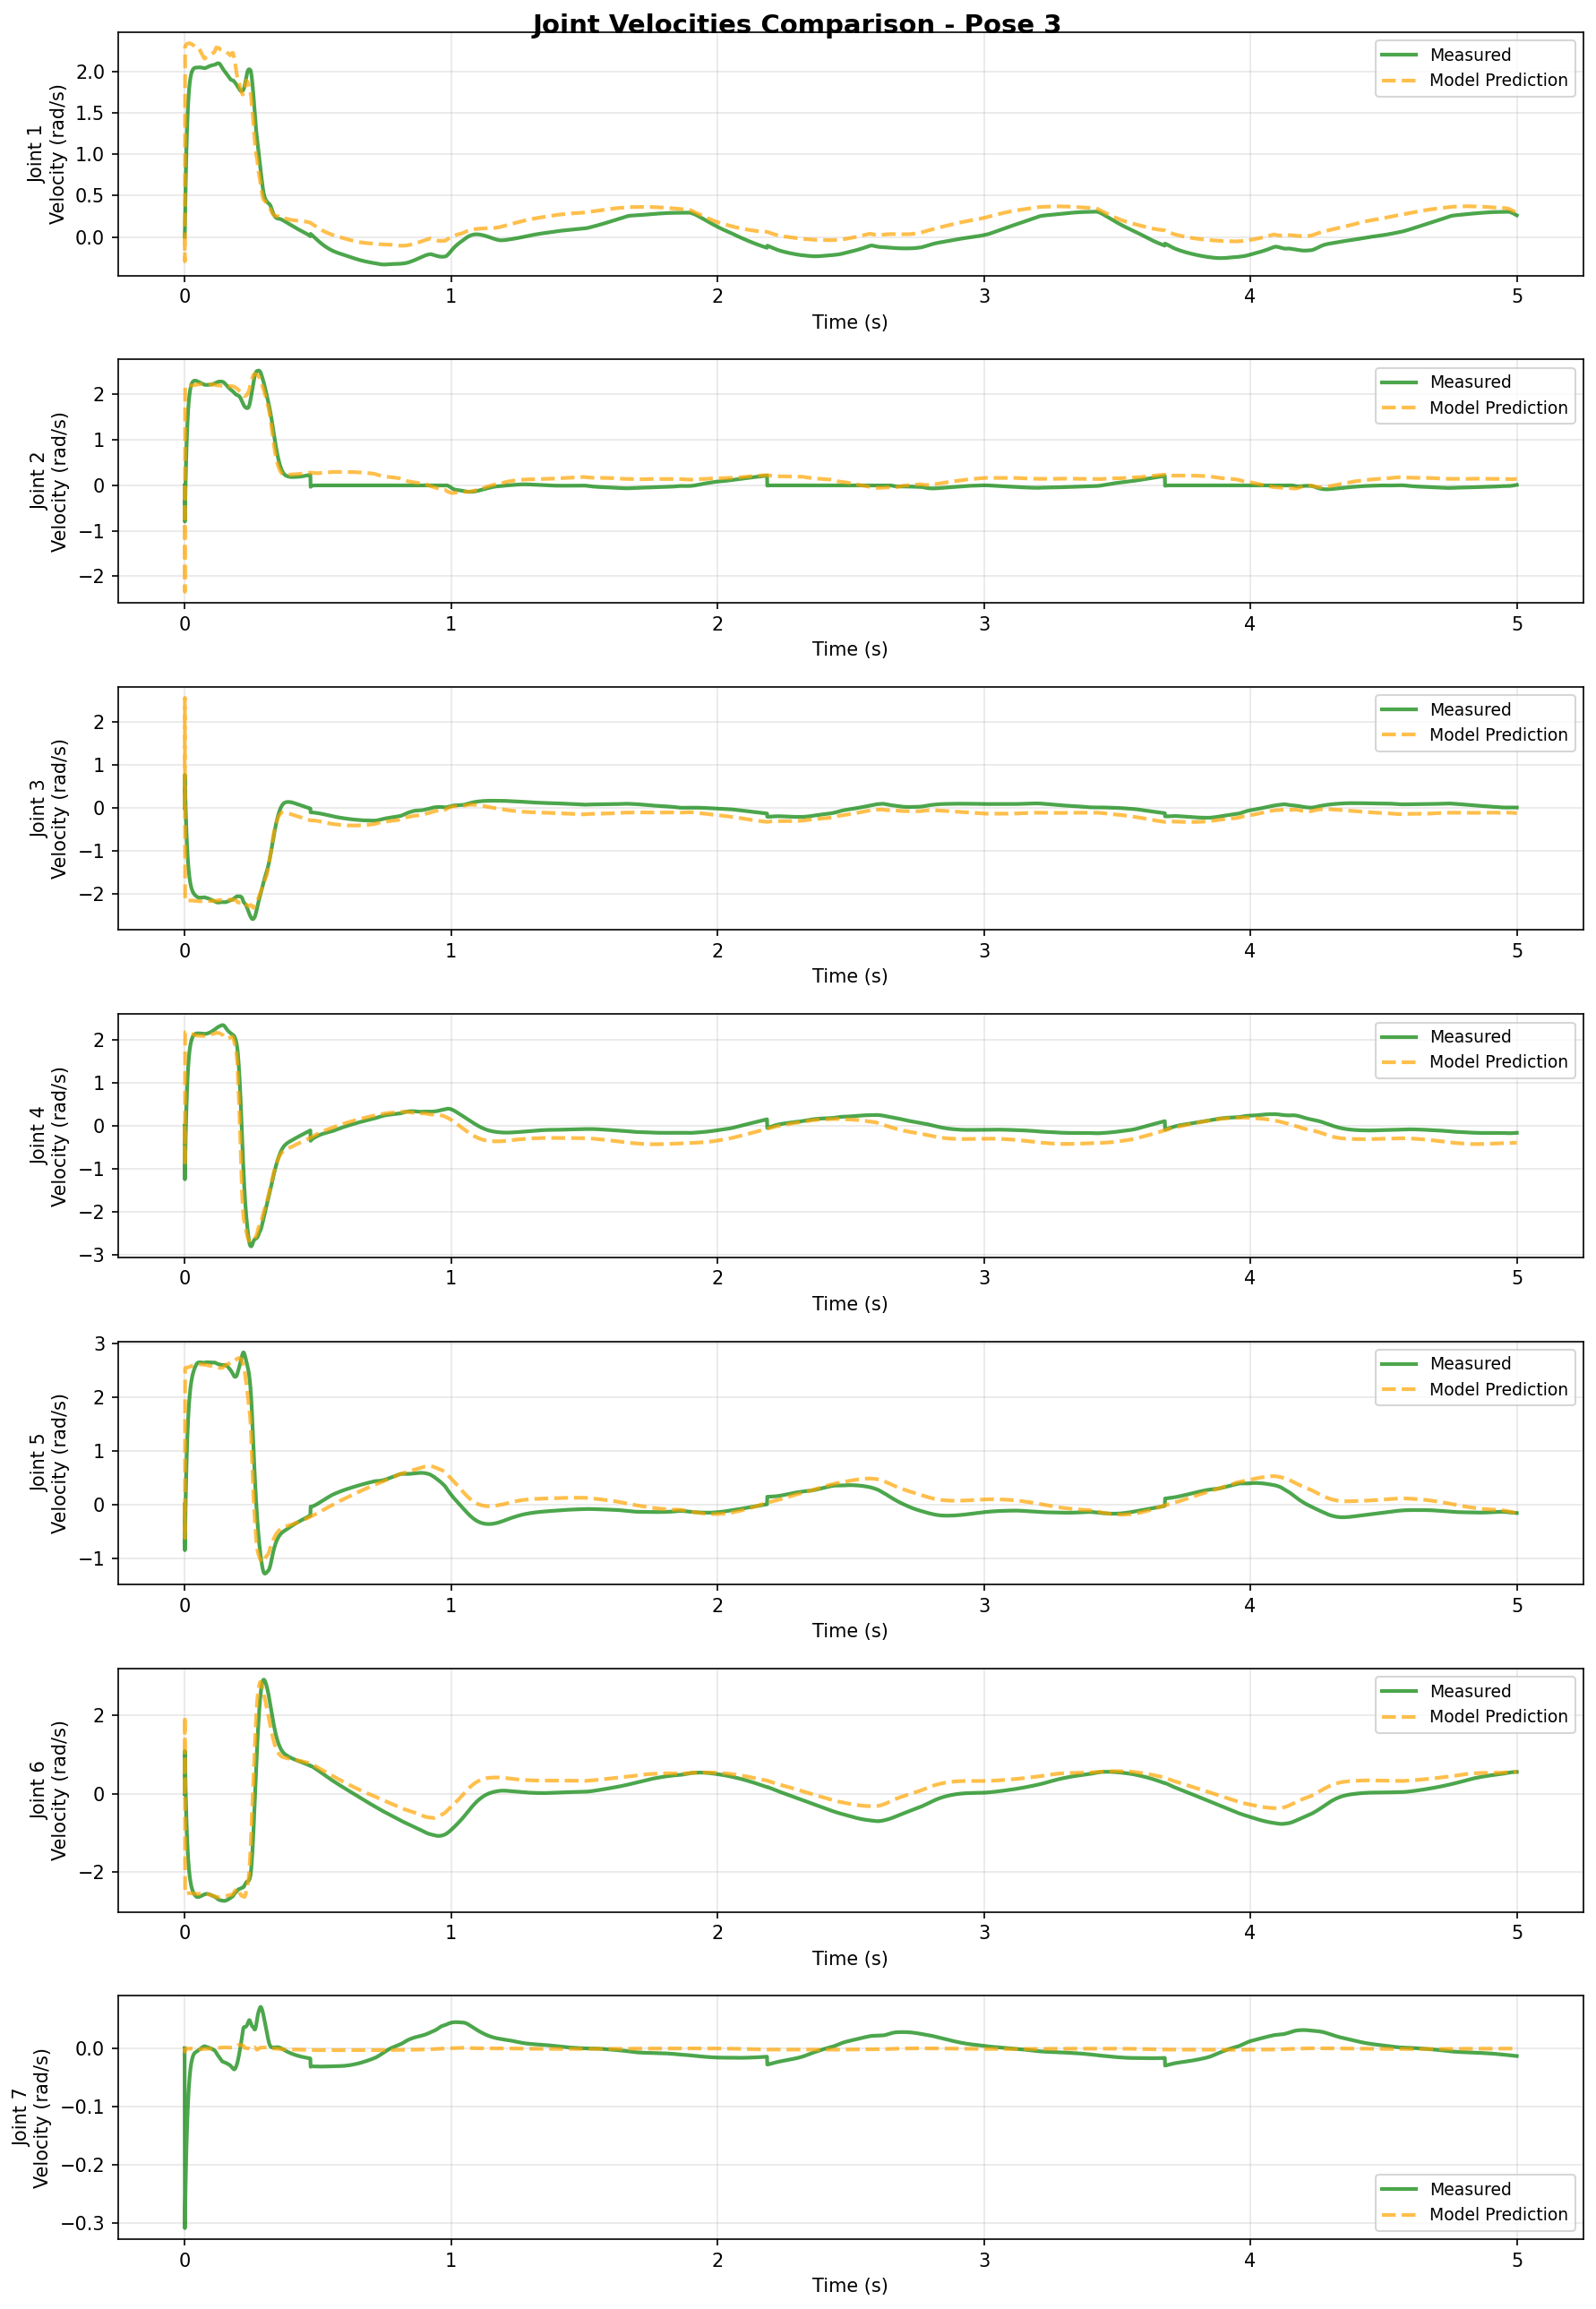 Joint Velocities Comparison - Pose 3
Joint 1
Velocity (rad/s)
2.0
1.5
1.0
0.5
0.0
Measured
Model Prediction
0 1 2 3 4 5
Time (s)
Joint 2
Velocity (rad/s)
2
1
0
−1
−2
Measured
Model Prediction
0 1 2 3 4 5
Time (s)
Joint 3
Velocity (rad/s)
2
1
0
−1
−2
Measured
Model Prediction
0 1 2 3 4 5
Time (s)
Joint 4
Velocity (rad/s)
2
1
0
−1
−2
−3
Measured
Model Prediction
0 1 2 3 4 5
Time (s)
Joint 5
Velocity (rad/s)
3
2
1
0
−1
Measured
Model Prediction
0 1 2 3 4 5
Time (s)
Joint 6
Velocity (rad/s)
2
0
−2
Measured
Model Prediction
0 1 2 3 4 5
Time (s)
Joint 7
Velocity (rad/s)
0.0
−0.1
−0.2
−0.3
Measured
Model Prediction
0 1 2 3 4 5
Time (s)